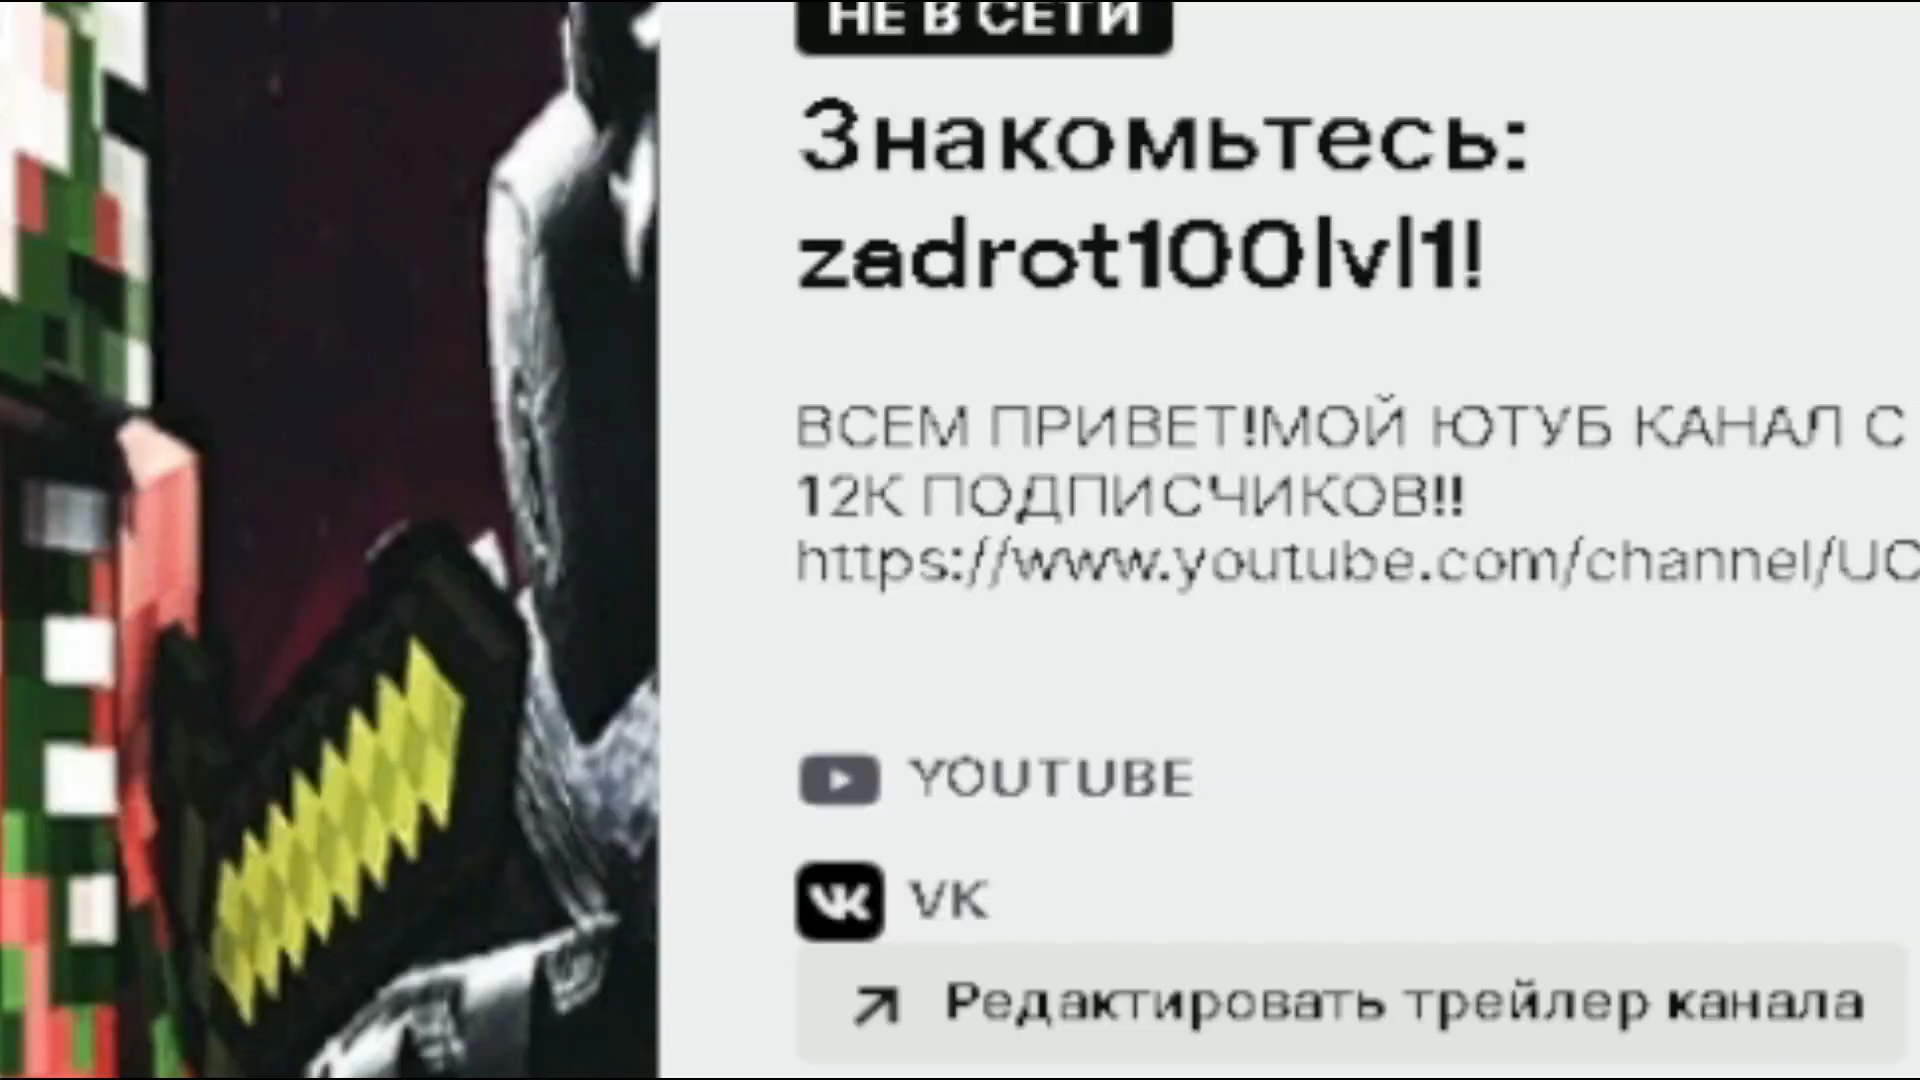 НЕ В СЕТИ
Знакомьтесь:
zadrot100lvl1!
ВСЕМ ПРИВЕТ!МОЙ ЮТУБ КАНАЛ С
12К ПОДПИСЧИКОВ!!
https://www.youtube.com/channel/UC
YOUTUBE
VK
Редактировать трейлер канала